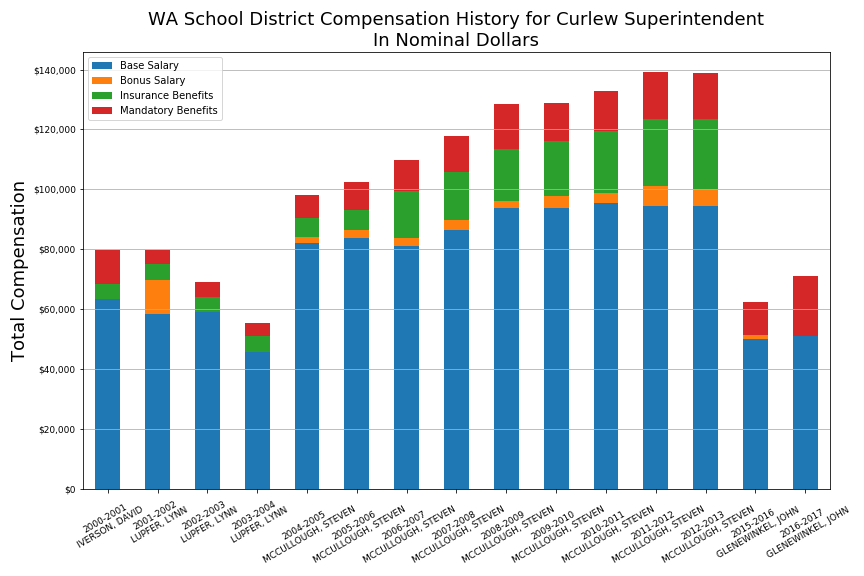 WA School District Compensation History for Curlew Superintendent
In Nominal Dollars
Base Salary
Bonus Salary
Insurance Benefits
Mandatory Benefits
Total Compensation
$140,000
$120,000
$100,000
$80,000
$60,000
$40,000
$20,000
$0
2000-2001
IVERSON, DAVID
2001-2002
LUPFER, LYNN
2002-2003
LUPFER, LYNN
2003-2004
LUPFER, LYNN
2004-2005
MCCULLOUGH, STEVEN
2005-2006
MCCULLOUGH, STEVEN
2006-2007
MCCULLOUGH, STEVEN
2007-2008
MCCULLOUGH, STEVEN
2008-2009
MCCULLOUGH, STEVEN
2009-2010
MCCULLOUGH, STEVEN
2010-2011
MCCULLOUGH, STEVEN
2011-2012
MCCULLOUGH, STEVEN
2012-2013
MCCULLOUGH, STEVEN
2015-2016
GLENEWINKEL, JOHN
2016-2017
GLENEWINKEL, JOHN